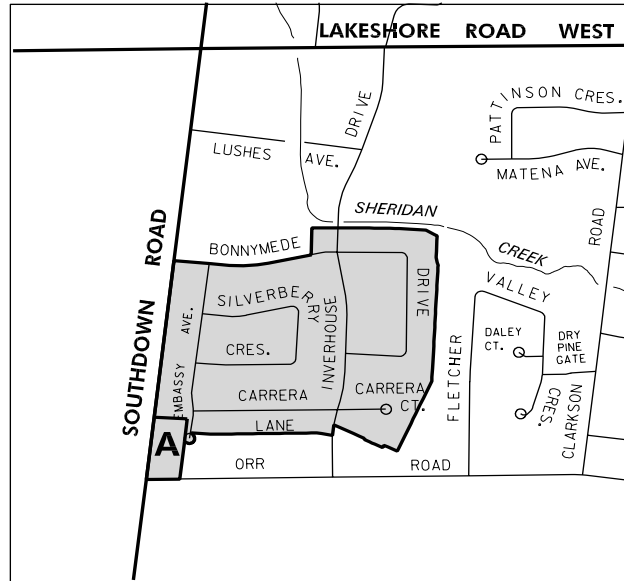 LAKESHORE ROAD WEST
PATTINSON CRES.
DRIVE
LUSHES AVE.
MATENA AVE.
SHERIDAN
CREEK
ROAD
SOUTHDOWN ROAD
BONNYMEDE
DRIVE
VALLEY
SILVERBERRY
CRES.
EMBASSY AVE.
INVERHOUSE
FLETCHER
DALEY
CT.
DRY
PINE
GATE
CARRERA
CARRERA
CT.
LANE
CRES.
CLARKSON
A
ORR ROAD